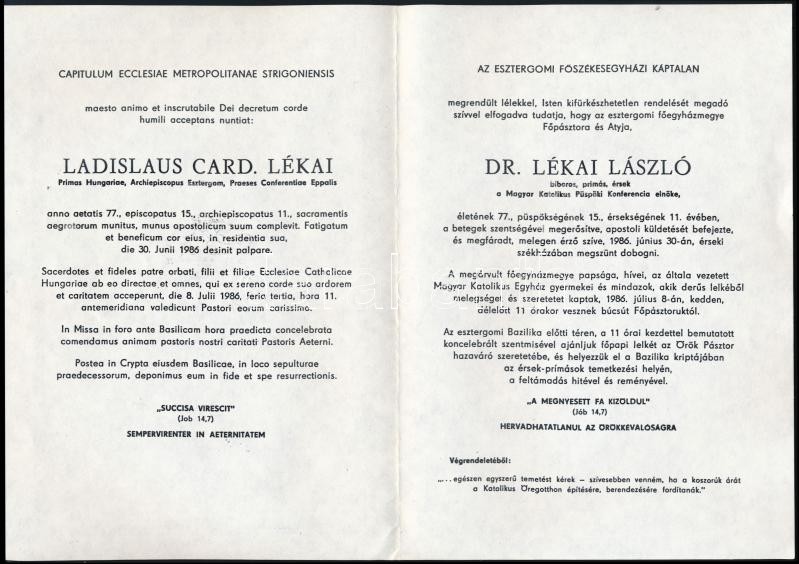 CAPITULUM ECCLESIAE METROPOLITANAE STRIGONIENSIS
maesto animo et inscrutabile Dei decretum corde
humili acceptans nuntiat:
LADISLAUS CARD. LÉKAI
Primas Hungariae, Archiepiscopus Esztergom, Praeses Conferentiae Eppalis
anno aetatis 77., episcopatus 15., archiepiscopatus 11., sacramentis
aegrotorum munitus, munus apostolicum suum complevit. Fatigatum
et beneficum cor eius, in residentia sua,
die 30. Junii 1986 desinit palpare.
Sacerdotes et fideles patre orbati, filii et filiae Ecclesiae Catholicae
Hungariae ab eo directae et omnes, qui ex sereno corde suo ardorem
et caritatem acceperunt, die 8. Julii 1986, feria tertia, hora 11.
antemeridiana valedicunt Pastori eorum carissimo.
In Missa in foro ante Basilicam hora praedicta concelebrata
comendamus animam pastoris nostri caritati Pastoris Aeterni.
Postea in Crypta eiusdem Basilicae, in loco sepulturae
praedecessorum, deponimus eum in fide et spe resurrectionis.
„SUCCISA VIRESCIT"
(Job 14,7)
SEMPERVIRENTER IN AETERNITATEM
AZ ESZTERGOMI FŐSZÉKESEGYHÁZI KÁPTALAN
megrendült lélekkel, Isten kifürkészhetetlen rendelését megadó
szívvel elfogadva tudatja, hogy az esztergomi főegyházmegye
Főpásztora és Atyja,
DR. LÉKAI LÁSZLÓ
bíboros, prímás, érsek
a Magyar Katolikus Püspöki Konferencia elnöke,
életének 77., püspökségének 15., érsekségének 11. évében,
a betegek szentségével megerősítve, apostoli küldetését befejezte,
és megfáradt, melegen érző szíve, 1986. június 30-án, érseki
székházában megszűnt dobogni.
A megárvult főegyházmegye papsága, hívei, az általa vezetett
Magyar Katolikus Egyház gyermekei és mindazok, akik derűs lelkéből
melegséget és szeretetet kaptak, 1986. július 8-án, kedden,
délelőtt 11 órakor vesznek búcsút Főpásztoruktól.
Az esztergomi Bazilika előtti téren, a 11 órai kezdettel bemutatott
koncelebrált szentmisével ajánljuk főpapi lelkét az Örök Pásztor
hazaváró szeretetébe, és helyezzük el a Bazilika kriptájában
az érsek-prímások temetkezési helyén,
a feltámadás hitével és reményével.
„A MEGNYESETT FA KIZÖLDÜL"
(Jób 14,7)
HERVADHATATLANUL AZ ÖRÖKKÉVALÓSÁGRA
Végrendeletéből:
„... egészen egyszerű temetést kérek – szívesebben venném, ha a koszorúk árát
a Katolikus Öregotthon építésére, berendezésére fordítanák."